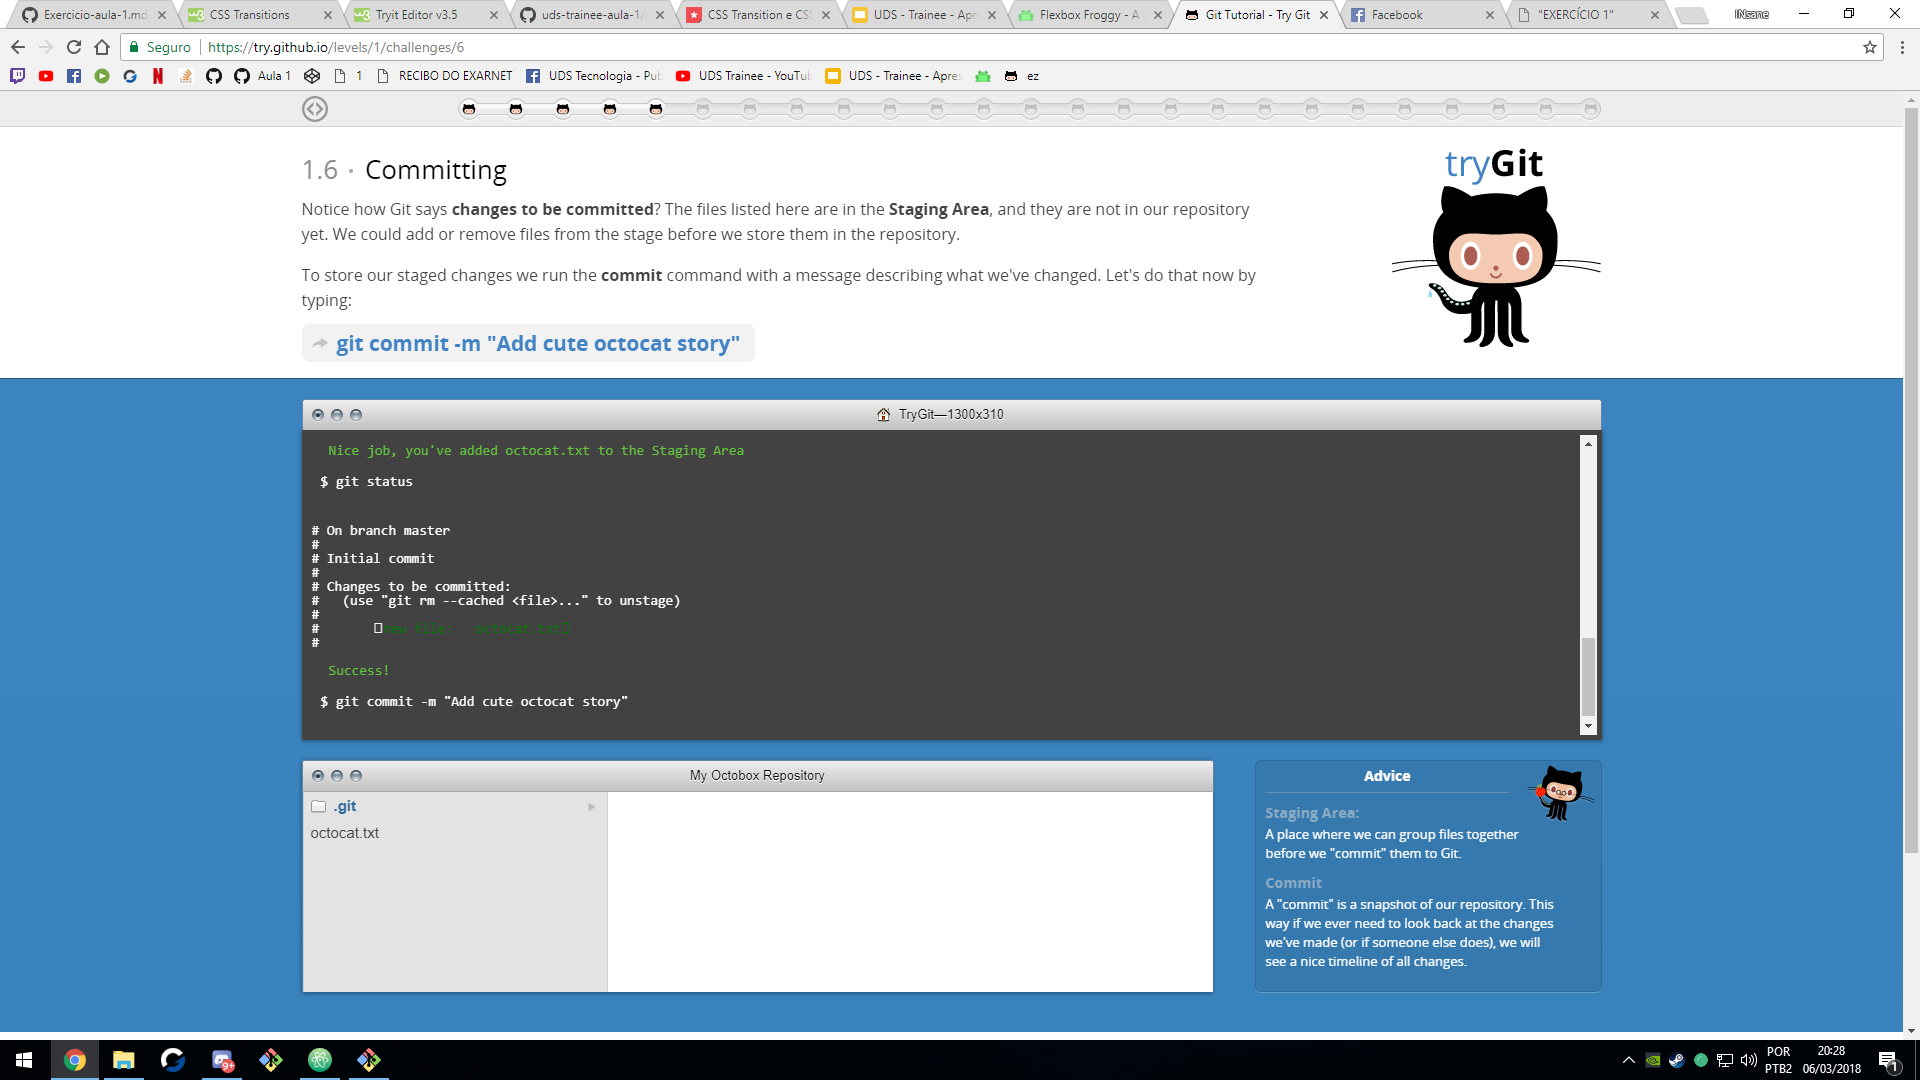 Exercicio-aula-1.md
CSS Transitions
Tryit Editor v3.5
uds-trainee-aula-1/
CSS Transition e CSS
UDS - Trainee - Apre
Flexbox Froggy - A
Git Tutorial - Try Git
Facebook
"EXERCÍCIO 1"
INsane
Seguro
https://try.github.io/levels/1/challenges/6
Aula 1
1
RECIBO DO EXARNET
UDS Tecnologia - Pub
UDS Trainee - YouTu
UDS - Trainee - Apres
ez
1.6 · Committing
tryGit
Notice how Git says changes to be committed? The files listed here are in the Staging Area, and they are not in our repository
yet. We could add or remove files from the stage before we store them in the repository.
To store our staged changes we run the commit command with a message describing what we've changed. Let's do that now by
typing:
git commit -m "Add cute octocat story"
TryGit—1300x310
Nice job, you've added octocat.txt to the Staging Area
$ git status
# On branch master
#
# Initial commit
#
# Changes to be committed:
#   (use "git rm --cached <file>..." to unstage)
#
#       new file:   octocat.txt
#
Success!
$ git commit -m "Add cute octocat story"
My Octobox Repository
.git
octocat.txt
Advice
Staging Area:
A place where we can group files together
before we "commit" them to Git.
Commit
A "commit" is a snapshot of our repository. This
way if we ever need to look back at the changes
we've made (or if someone else does), we will
see a nice timeline of all changes.
9+
POR
PTB2
20:28
06/03/2018
1